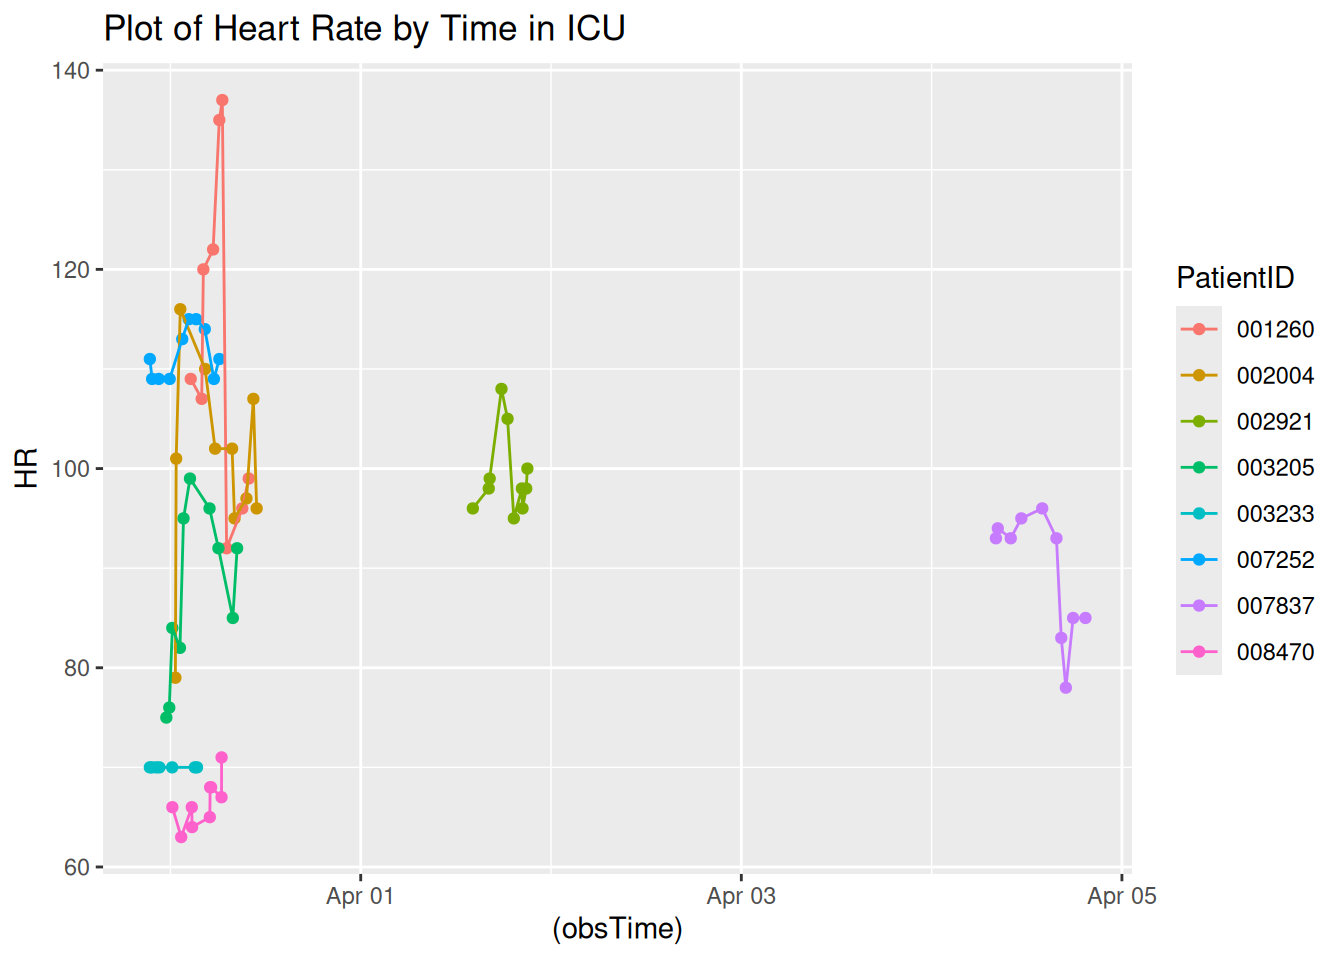 Plot of Heart Rate by Time in ICU
140
120
100
80
60
HR
Apr 01
Apr 03
Apr 05
(obsTime)
PatientID
001260
002004
002921
003205
003233
007252
007837
008470